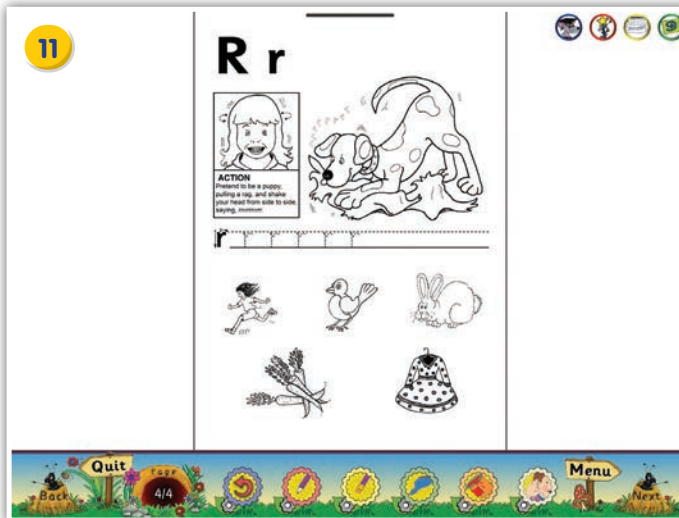 11
R r
ACTION
Pretend to be a puppy,
pulling a rag, and shake
your head from side to side,
saying, rrrrrrrrrr.
r r r r r r
Quit
Page
4/4
Back
Menu
Next